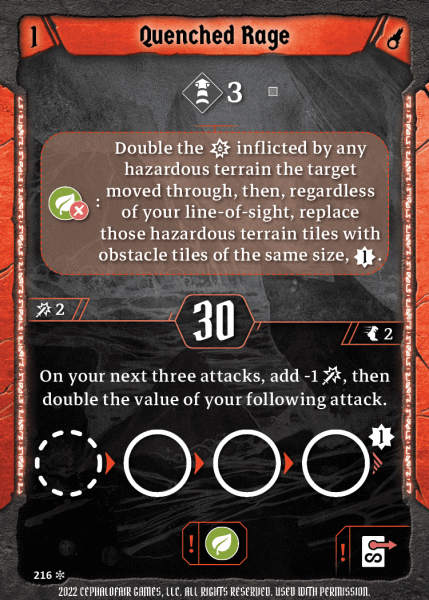 1
Quenched Rage
3
Double the inflicted by any
: hazardous terrain the target
moved through, then, regardless
of your line-of-sight, replace
those hazardous terrain tiles with
obstacle tiles of the same size, 1.
2
30
2
On your next three attacks, add -1 , then
double the value of your following attack.
1
! !
216
2022 CEPHALOFAIR GAMES, LLC. ALL RIGHTS RESERVED. USED WITH PERMISSION.